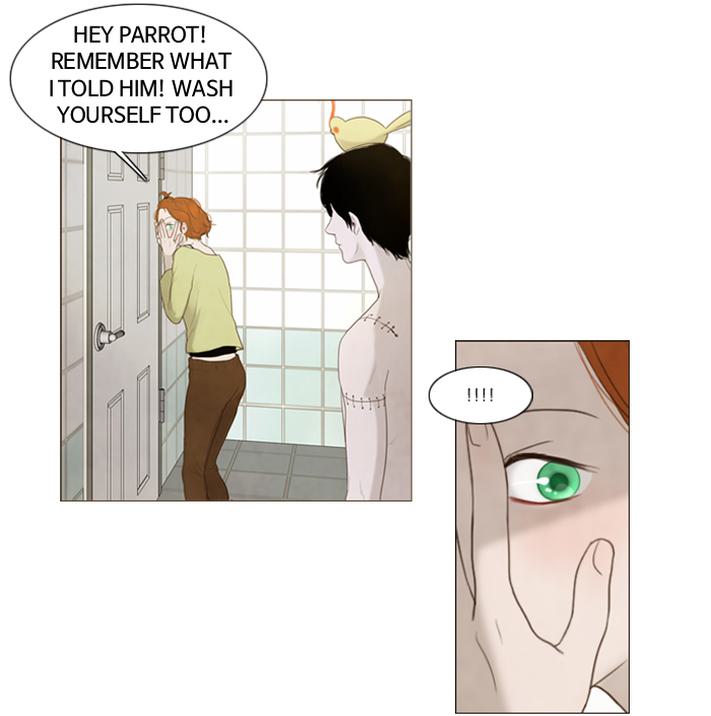 HEY PARROT!
REMEMBER WHAT
I TOLD HIM! WASH
YOURSELF TOO...
!!!!